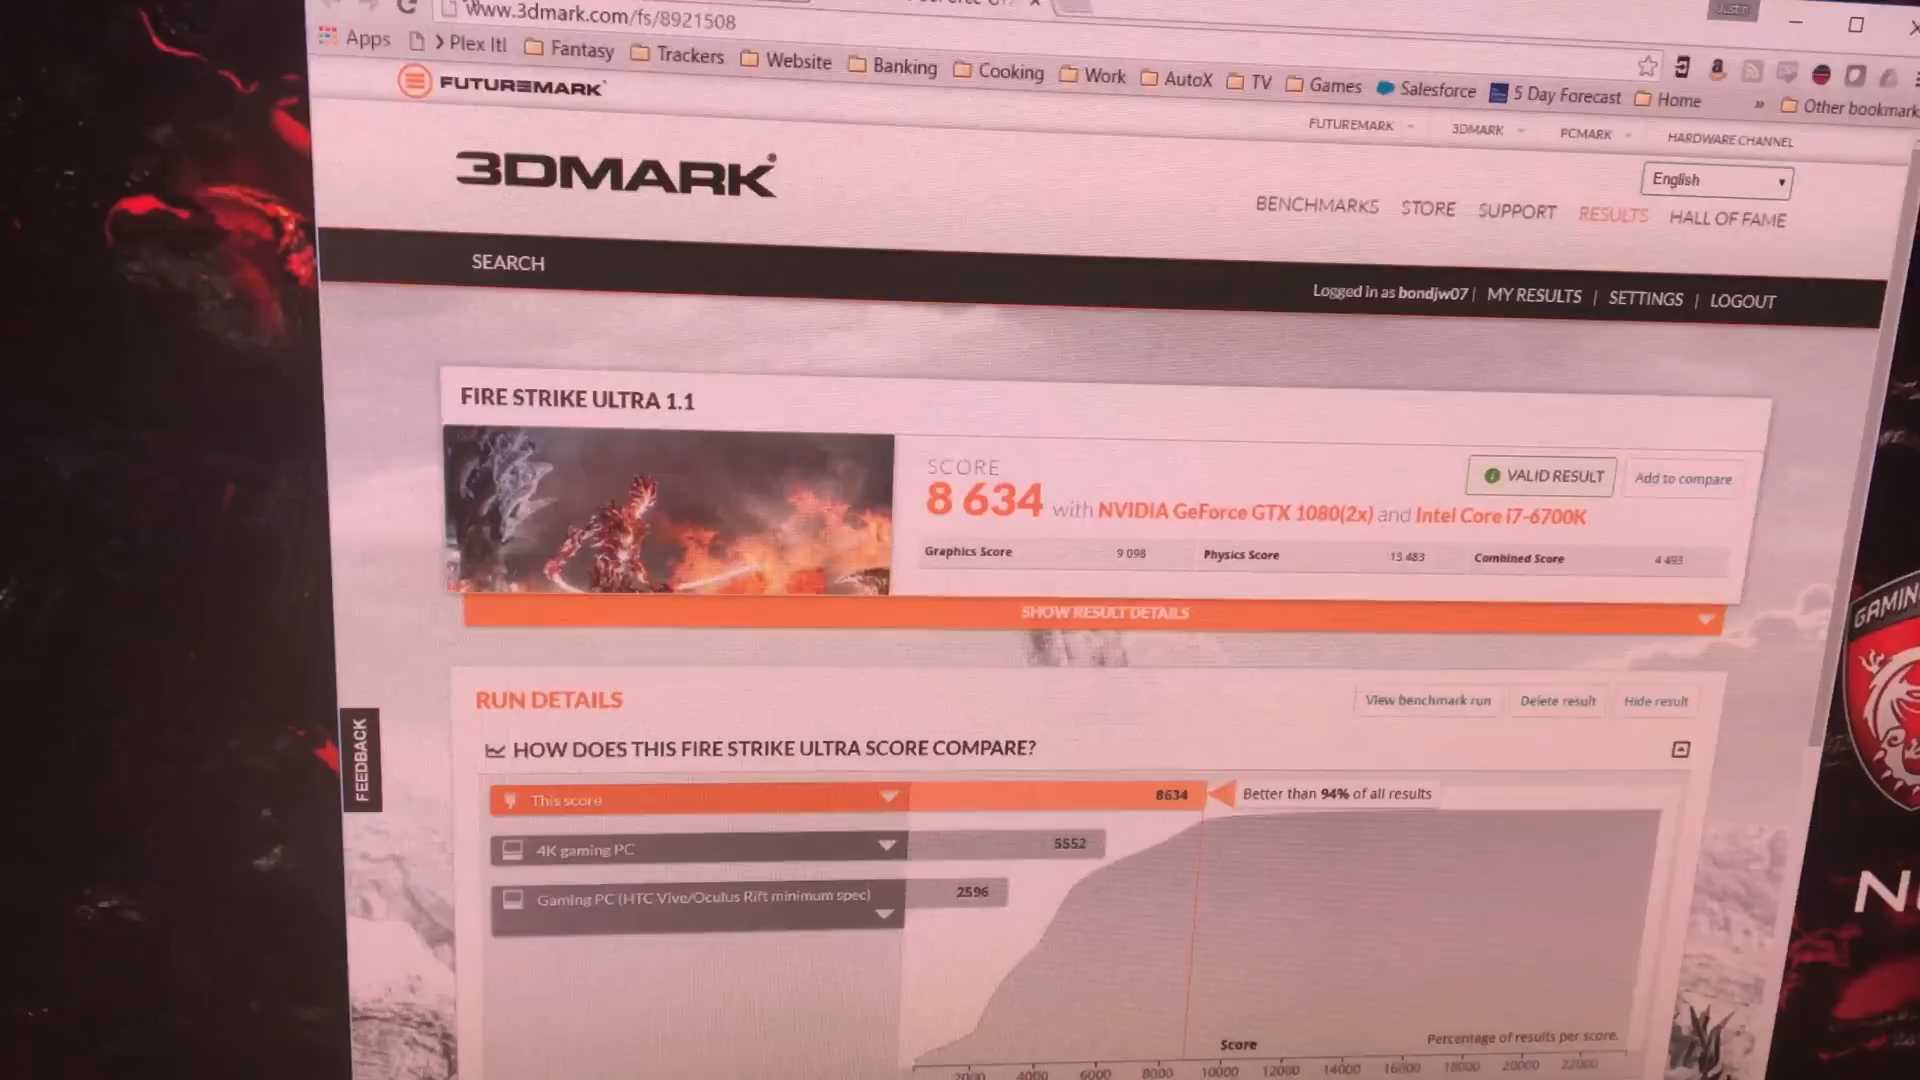 Justin
www.3dmark.com/fs/8921508
Apps Plex It! Fantasy Trackers Website Banking Cooking Work AutoX TV Games Salesforce 5 Day Forecast Home » Other bookmark
FUTUREMARK
FUTUREMARK 3DMARK PCMARK HARDWARE CHANNEL
3DMARK
English
BENCHMARKS STORE SUPPORT RESULTS HALL OF FAME
SEARCH
Logged in as bondjw07 | MY RESULTS | SETTINGS | LOGOUT
FIRE STRIKE ULTRA 1.1
SCORE
VALID RESULT Add to compare
8 634 with NVIDIA GeForce GTX 1080(2x) and Intel Core i7-6700K
Graphics Score 9 098 Physics Score 13 483 Combined Score 4 493
SHOW RESULT DETAILS
GAMIN
RUN DETAILS
View benchmark run Delete result Hide result
FEEDBACK
HOW DOES THIS FIRE STRIKE ULTRA SCORE COMPARE?
This score 8634 Better than 94% of all results
4K gaming PC 5552
Gaming PC (HTC Vive/Oculus Rift minimum spec) 2596
Score
Percentage of results per score.
2000 4000 6000 8000 10000 12000 14000 16000 18000 20000 22000